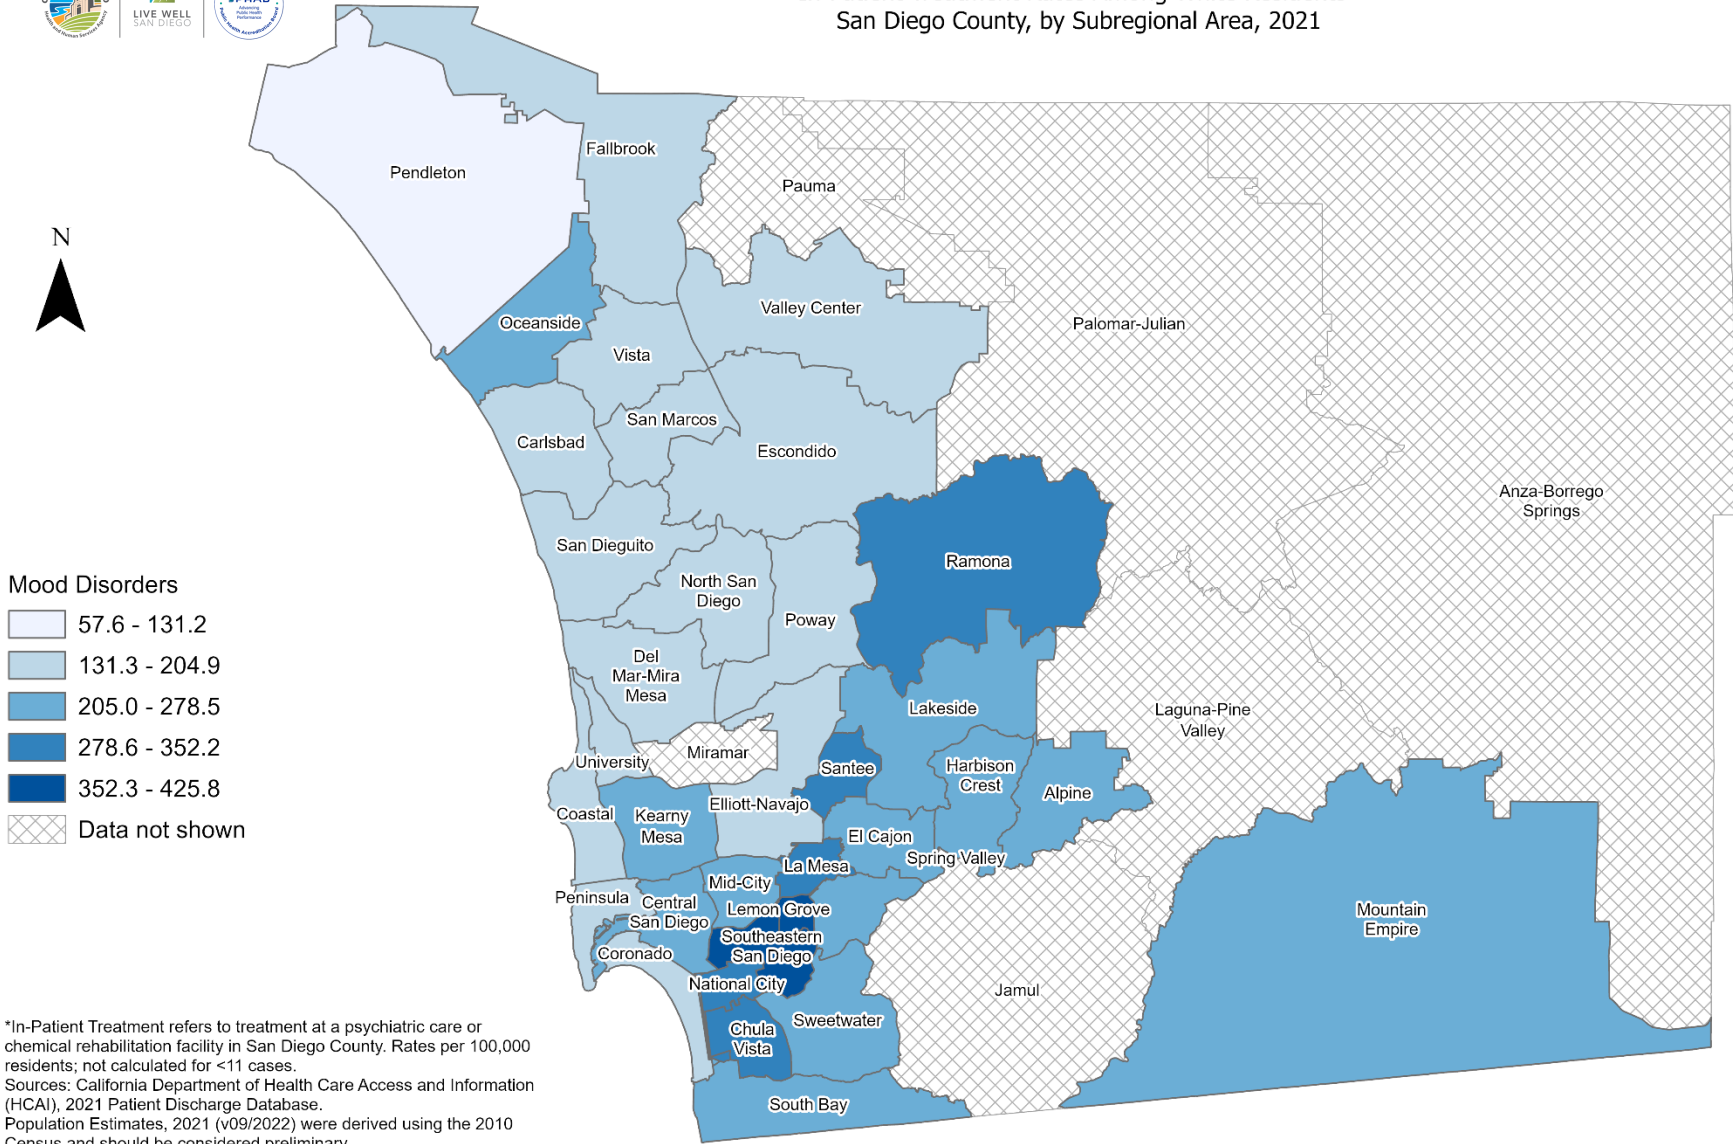 LIVE WELL
SAN DIEGO
San Diego County, by Subregional Area, 2021
Fallbrook
Pendleton
Pauma
N
Valley Center
Oceanside
Palomar-Julian
Vista
San Marcos
Carlsbad
Escondido
Anza-Borrego
Springs
San Dieguito
Ramona
North San
Diego
Poway
Del
Mar-Mira
Mesa
Lakeside
Laguna-Pine
Valley
Miramar
University
Santee
Harbison
Crest
Alpine
Elliott-Navajo
Coastal
Kearny
Mesa
El Cajon
Spring Valley
La Mesa
Mid-City
Peninsula
Central
San Diego
Lemon Grove
Mountain
Empire
Southeastern
San Diego
Coronado
National City
Jamul
Sweetwater
Chula
Vista
South Bay
Mood Disorders
57.6 - 131.2
131.3 - 204.9
205.0 - 278.5
278.6 - 352.2
352.3 - 425.8
Data not shown
*In-Patient Treatment refers to treatment at a psychiatric care or
chemical rehabilitation facility in San Diego County. Rates per 100,000
residents; not calculated for <11 cases.
Sources: California Department of Health Care Access and Information
(HCAI), 2021 Patient Discharge Database.
Population Estimates, 2021 (v09/2022) were derived using the 2010
Census and should be considered preliminary.